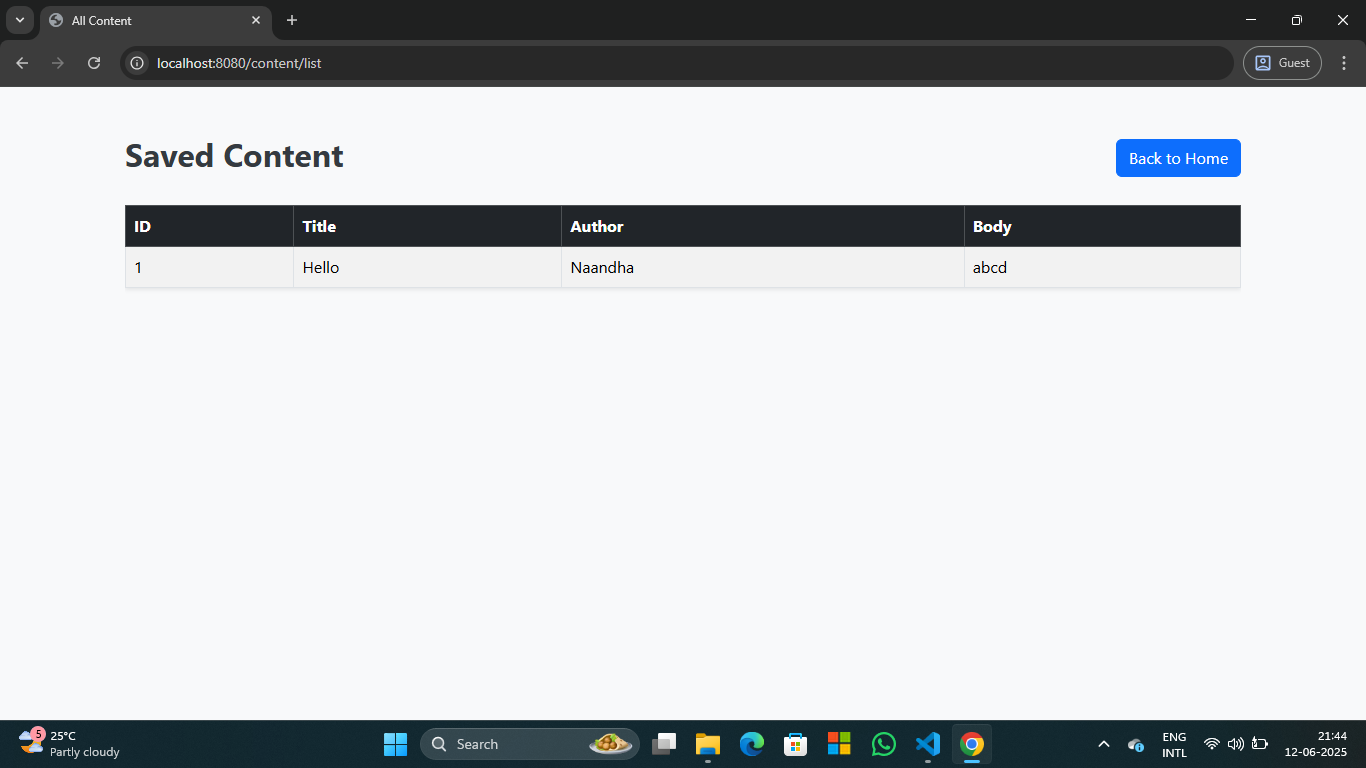 All Content
localhost:8080/content/list
Guest
Saved Content
Back to Home
ID Title Author Body
1 Hello Naandha abcd
5
25°C
Partly cloudy
Search
ENG
INTL
21:44
12-06-2025